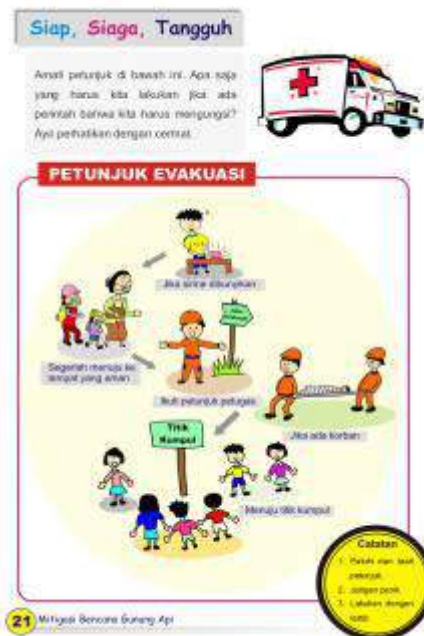 Siap, Siaga, Tangguh
Amati petunjuk di bawah ini. Apa saja
yang harus kita lakukan jika ada
perintah bahwa kita harus mengungsi?
Ayo perhatikan dengan cermat.
PETUNJUK EVAKUASI
Jika sirine dibunyikan
Segeralah menuju ke
tempat yang aman
Ikuti petunjuk petugas
Jika ada korban
Titik
Kumpul
Menuju titik kumpul
Catatan
1. Patuhi dan taati
petunjuk.
2. Jangan panik.
3. Lakukan dengan
21 Mitigasi Bencana Gunung Api